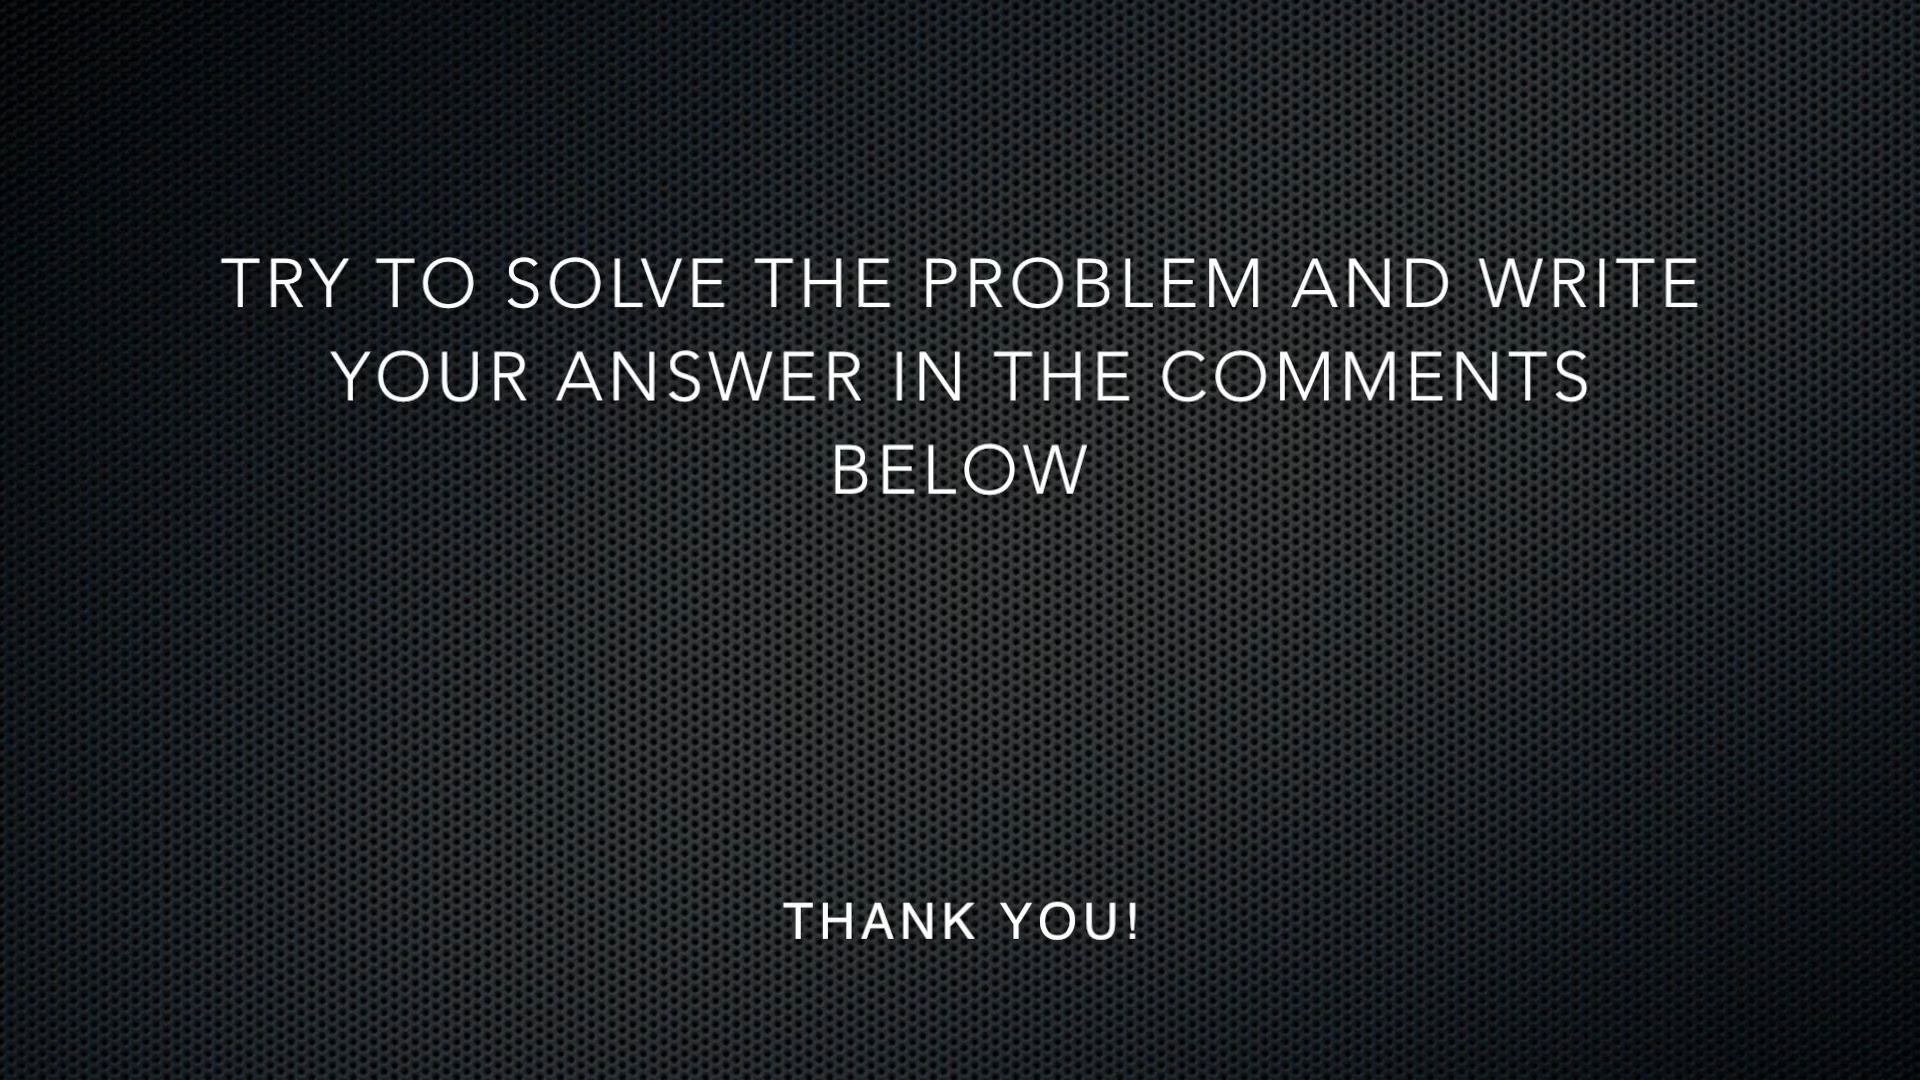 TRY TO SOLVE THE PROBLEM AND WRITE
YOUR ANSWER IN THE COMMENTS
BELOW
THANK YOU!